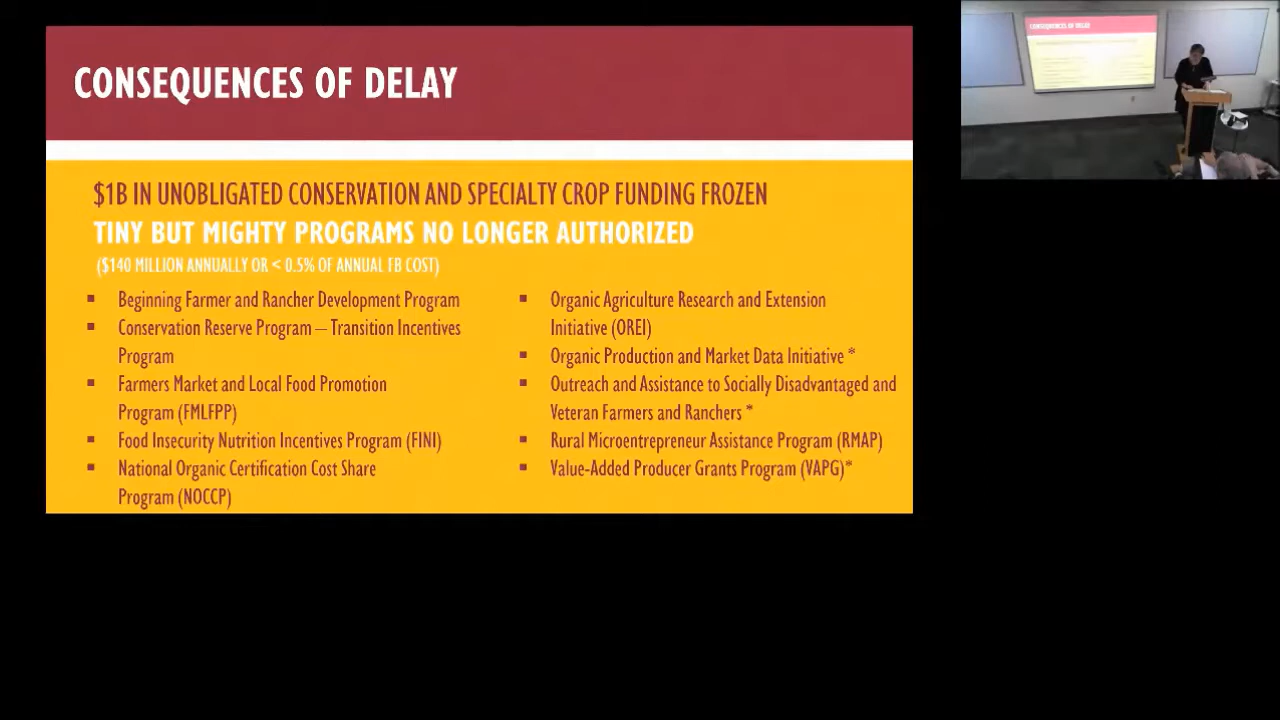 CONSEQUENCES OF DELAY
$1B IN UNOBLIGATED CONSERVATION AND SPECIALTY CROP FUNDING FROZEN
TINY BUT MIGHTY PROGRAMS NO LONGER AUTHORIZED
($140 MILLION ANNUALLY OR < 0.5% OF ANNUAL FB COST)
▪ Beginning Farmer and Rancher Development Program
▪ Conservation Reserve Program – Transition Incentives
Program
▪ Farmers Market and Local Food Promotion
Program (FMLFPP)
▪ Food Insecurity Nutrition Incentives Program (FINI)
▪ National Organic Certification Cost Share
Program (NOCCP)
▪ Organic Agriculture Research and Extension
Initiative (OREI)
▪ Organic Production and Market Data Initiative *
▪ Outreach and Assistance to Socially Disadvantaged and
Veteran Farmers and Ranchers *
▪ Rural Microentrepreneur Assistance Program (RMAP)
▪ Value-Added Producer Grants Program (VAPG)*
CONSEQUENCES OF DELAY